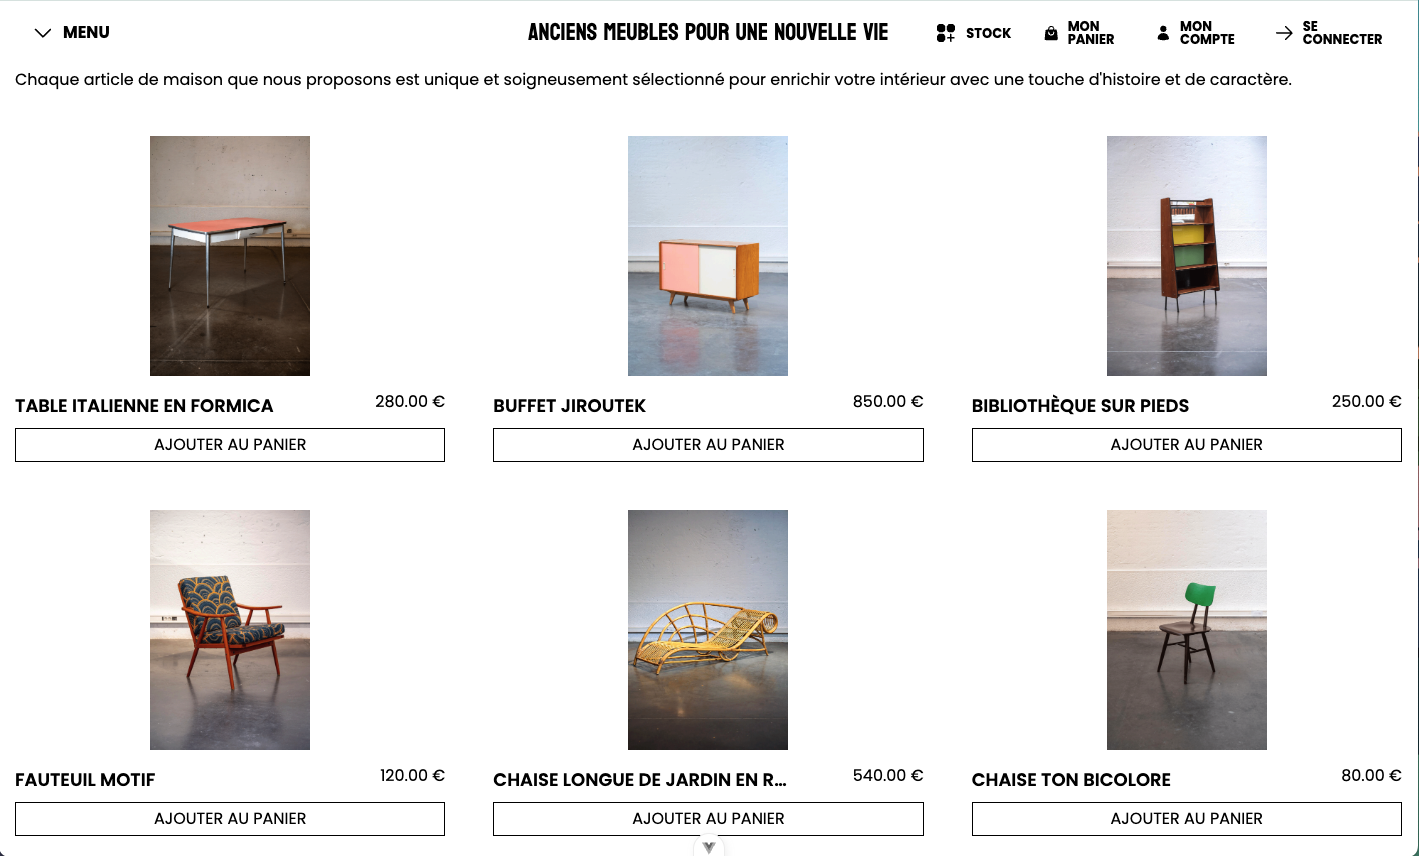 MENU
ANCIENS MEUBLES POUR UNE NOUVELLE VIE
STOCK
MON
PANIER
MON
COMPTE
SE
CONNECTER
Chaque article de maison que nous proposons est unique et soigneusement sélectionné pour enrichir votre intérieur avec une touche d'histoire et de caractère.
TABLE ITALIENNE EN FORMICA
280.00 €
AJOUTER AU PANIER
BUFFET JIROUTEK
850.00 €
AJOUTER AU PANIER
BIBLIOTHÈQUE SUR PIEDS
250.00 €
AJOUTER AU PANIER
FAUTEUIL MOTIF
120.00 €
AJOUTER AU PANIER
CHAISE LONGUE DE JARDIN EN R...
540.00 €
AJOUTER AU PANIER
CHAISE TON BICOLORE
80.00 €
AJOUTER AU PANIER